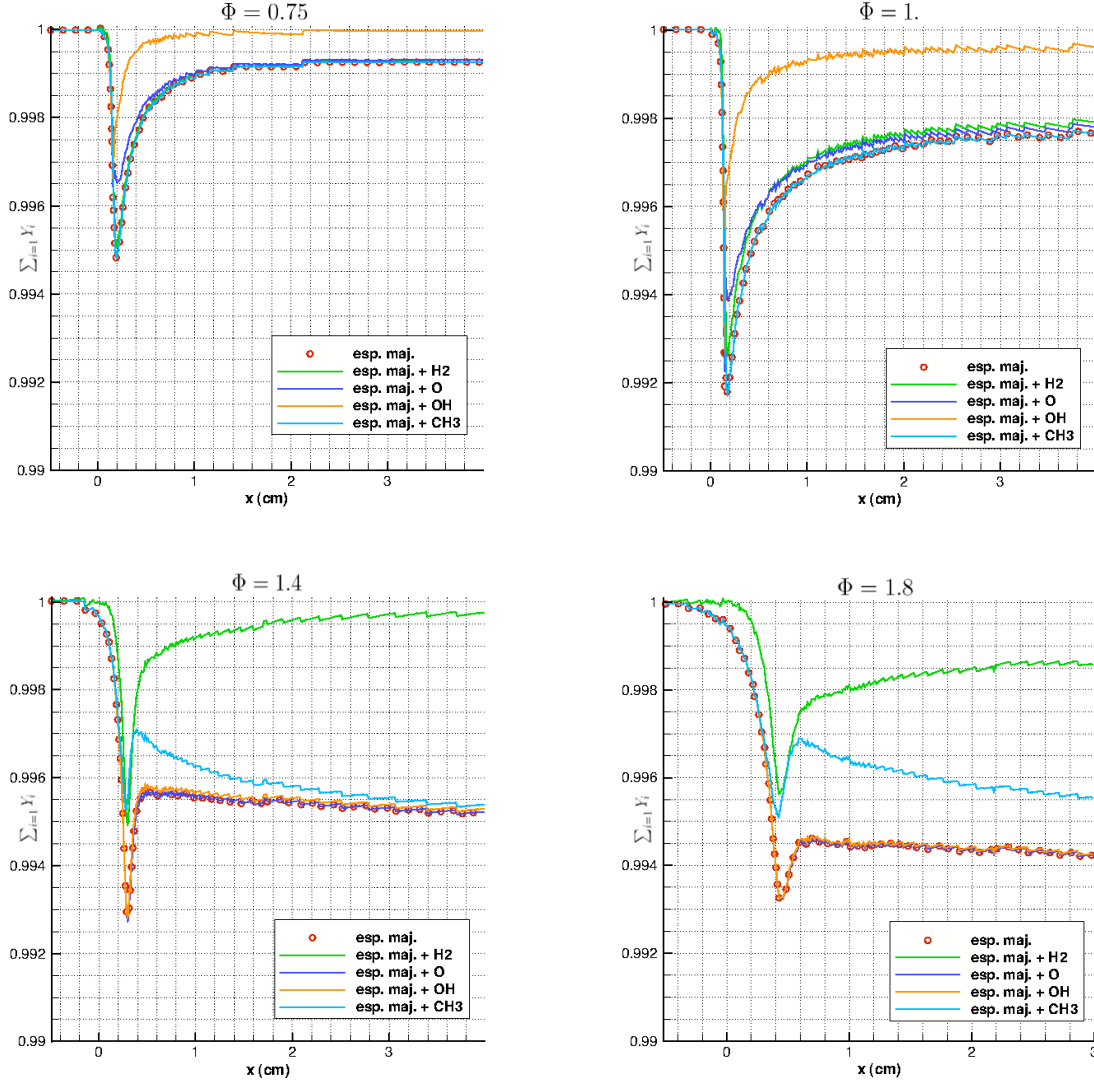 Φ = 0.75
1
0.998
0.996
0.994
0.992
0.99
∑i=1 Yi
0 1 2 3
x (cm)
esp. maj.
esp. maj. + H2
esp. maj. + O
esp. maj. + OH
esp. maj. + CH3
Φ = 1.
1
0.998
0.996
0.994
0.992
0.99
∑i=1 Yi
0 1 2 3
x (cm)
esp. maj.
esp. maj. + H2
esp. maj. + O
esp. maj. + OH
esp. maj. + CH3
Φ = 1.4
1
0.998
0.996
0.994
0.992
0.99
∑i=1 Yi
0 1 2 3
x (cm)
esp. maj.
esp. maj. + H2
esp. maj. + O
esp. maj. + OH
esp. maj. + CH3
Φ = 1.8
1
0.998
0.996
0.994
0.992
0.99
∑i=1 Yi
0 1 2 3
x (cm)
esp. maj.
esp. maj. + H2
esp. maj. + O
esp. maj. + OH
esp. maj. + CH3